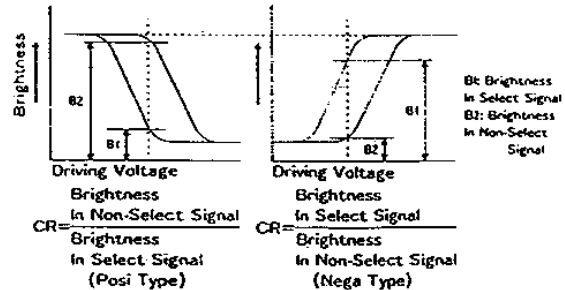 Brightness
B2
B1
Driving Voltage
B1
B2
Driving Voltage
B1: Brightness
In Select Signal
B2: Brightness
In Non-Select
Signal
CR=
Brightness
In Non-Select Signal
Brightness
In Select Signal
(Posi Type)
CR=
Brightness
In Select Signal
Brightness
In Non-Select Signal
(Nega Type)